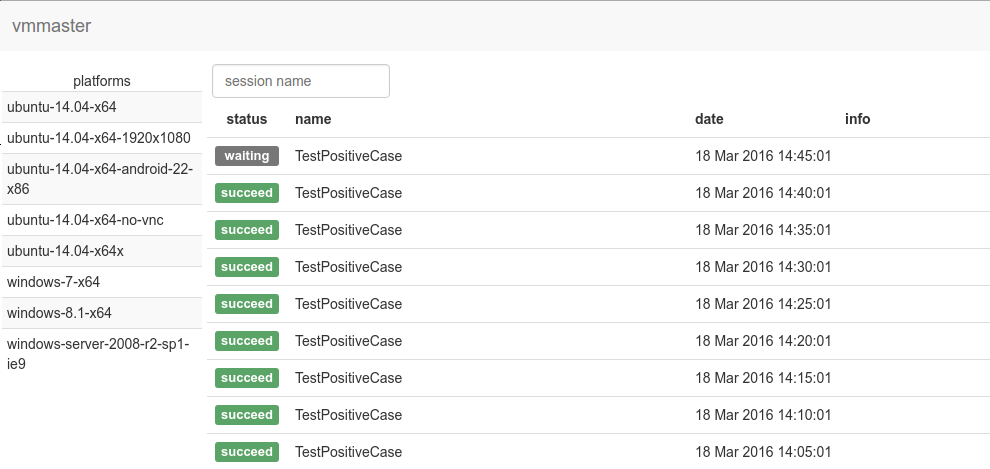 vmmaster
platforms
ubuntu-14.04-x64
ubuntu-14.04-x64-1920x1080
ubuntu-14.04-x64-android-22-
x86
ubuntu-14.04-x64-no-vnc
ubuntu-14.04-x64x
windows-7-x64
windows-8.1-x64
windows-server-2008-r2-sp1-
ie9
session name
status name date info
waiting TestPositiveCase 18 Mar 2016 14:45:01
succeed TestPositiveCase 18 Mar 2016 14:40:01
succeed TestPositiveCase 18 Mar 2016 14:35:01
succeed TestPositiveCase 18 Mar 2016 14:30:01
succeed TestPositiveCase 18 Mar 2016 14:25:01
succeed TestPositiveCase 18 Mar 2016 14:20:01
succeed TestPositiveCase 18 Mar 2016 14:15:01
succeed TestPositiveCase 18 Mar 2016 14:10:01
succeed TestPositiveCase 18 Mar 2016 14:05:01